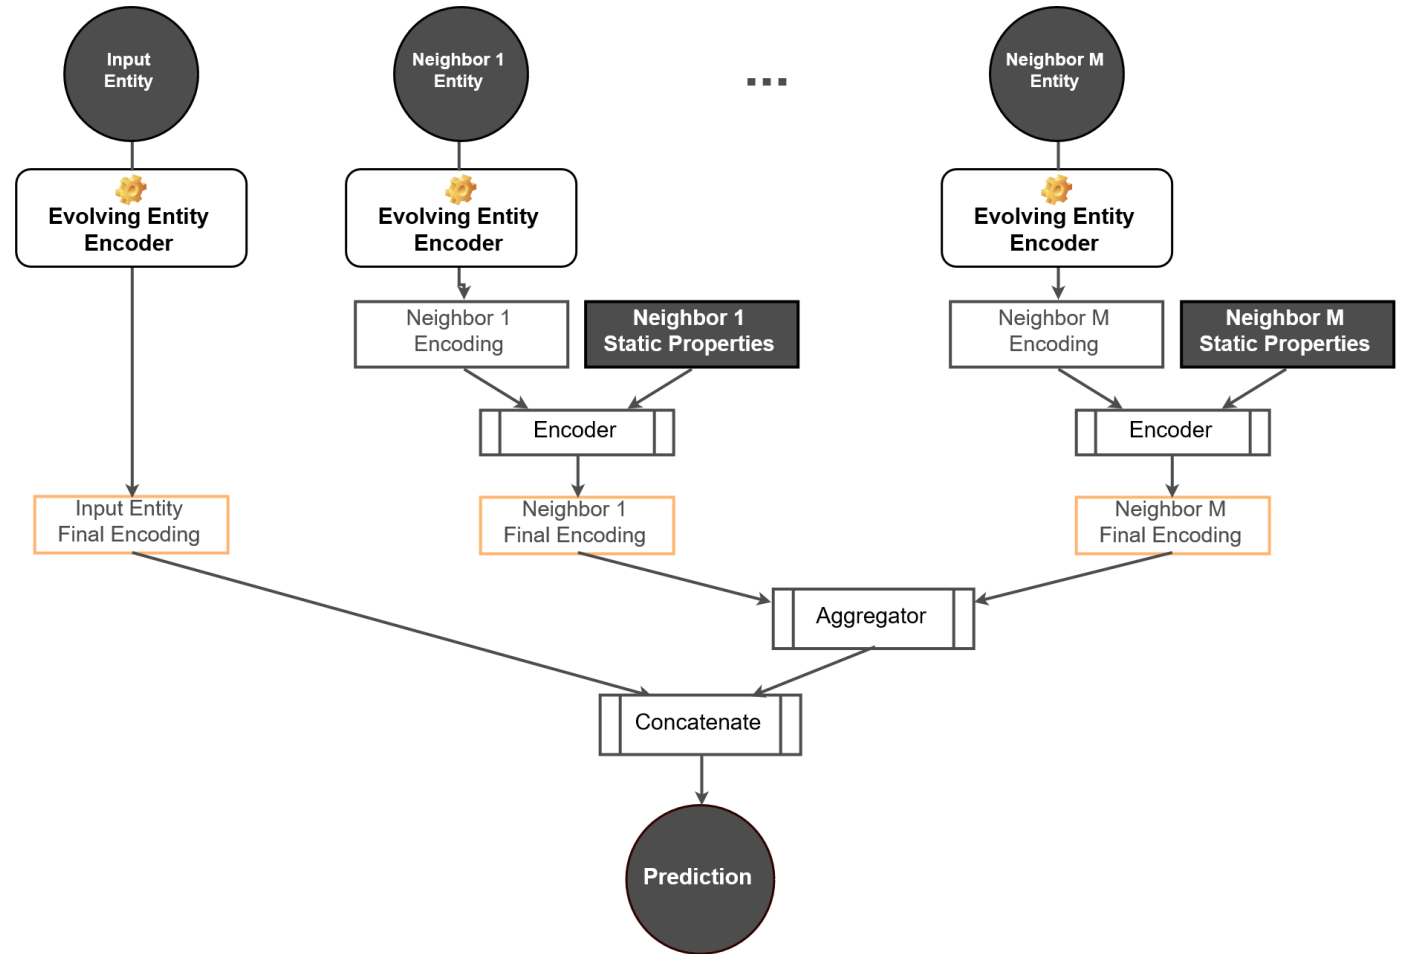 Input
Entity
Neighbor 1
Entity
...
Neighbor M
Entity
Evolving Entity
Encoder
Evolving Entity
Encoder
Evolving Entity
Encoder
Neighbor 1
Encoding
Neighbor 1
Static Properties
Neighbor M
Encoding
Neighbor M
Static Properties
Encoder
Encoder
Input Entity
Final Encoding
Neighbor 1
Final Encoding
Neighbor M
Final Encoding
Aggregator
Concatenate
Prediction